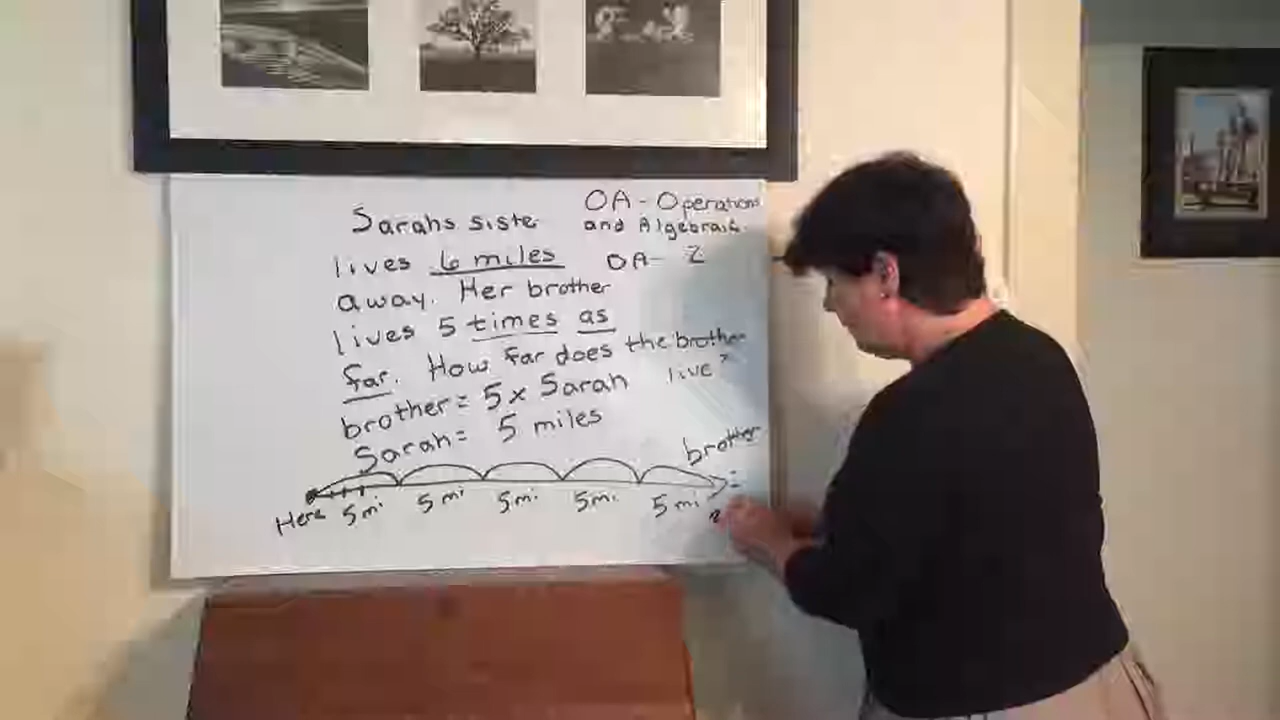 Sarahs siste
OA - Operations
and Algebraic
lives 6 miles
OA - 2
away. Her brother
lives 5 times as
far. How far does the brother
live?
brother = 5 x Sarah
Sarah = 5 miles
brother
=
Here 5 mi 5 mi 5 mi. 5 mi. 5 mi